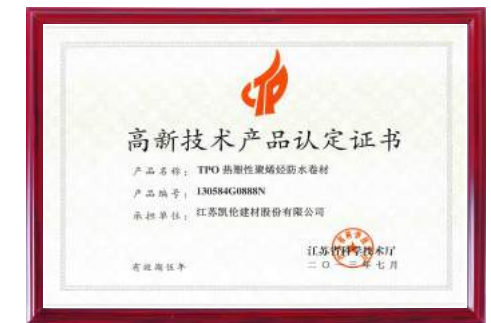 高新技术产品认定证书
产品名称： TPO 热塑性聚烯烃防水卷材
产品编号： 130584G0888N
承担单位： 江苏凯伦建材股份有限公司
江苏省科学技术厅
有效期伍年
二〇一三年七月